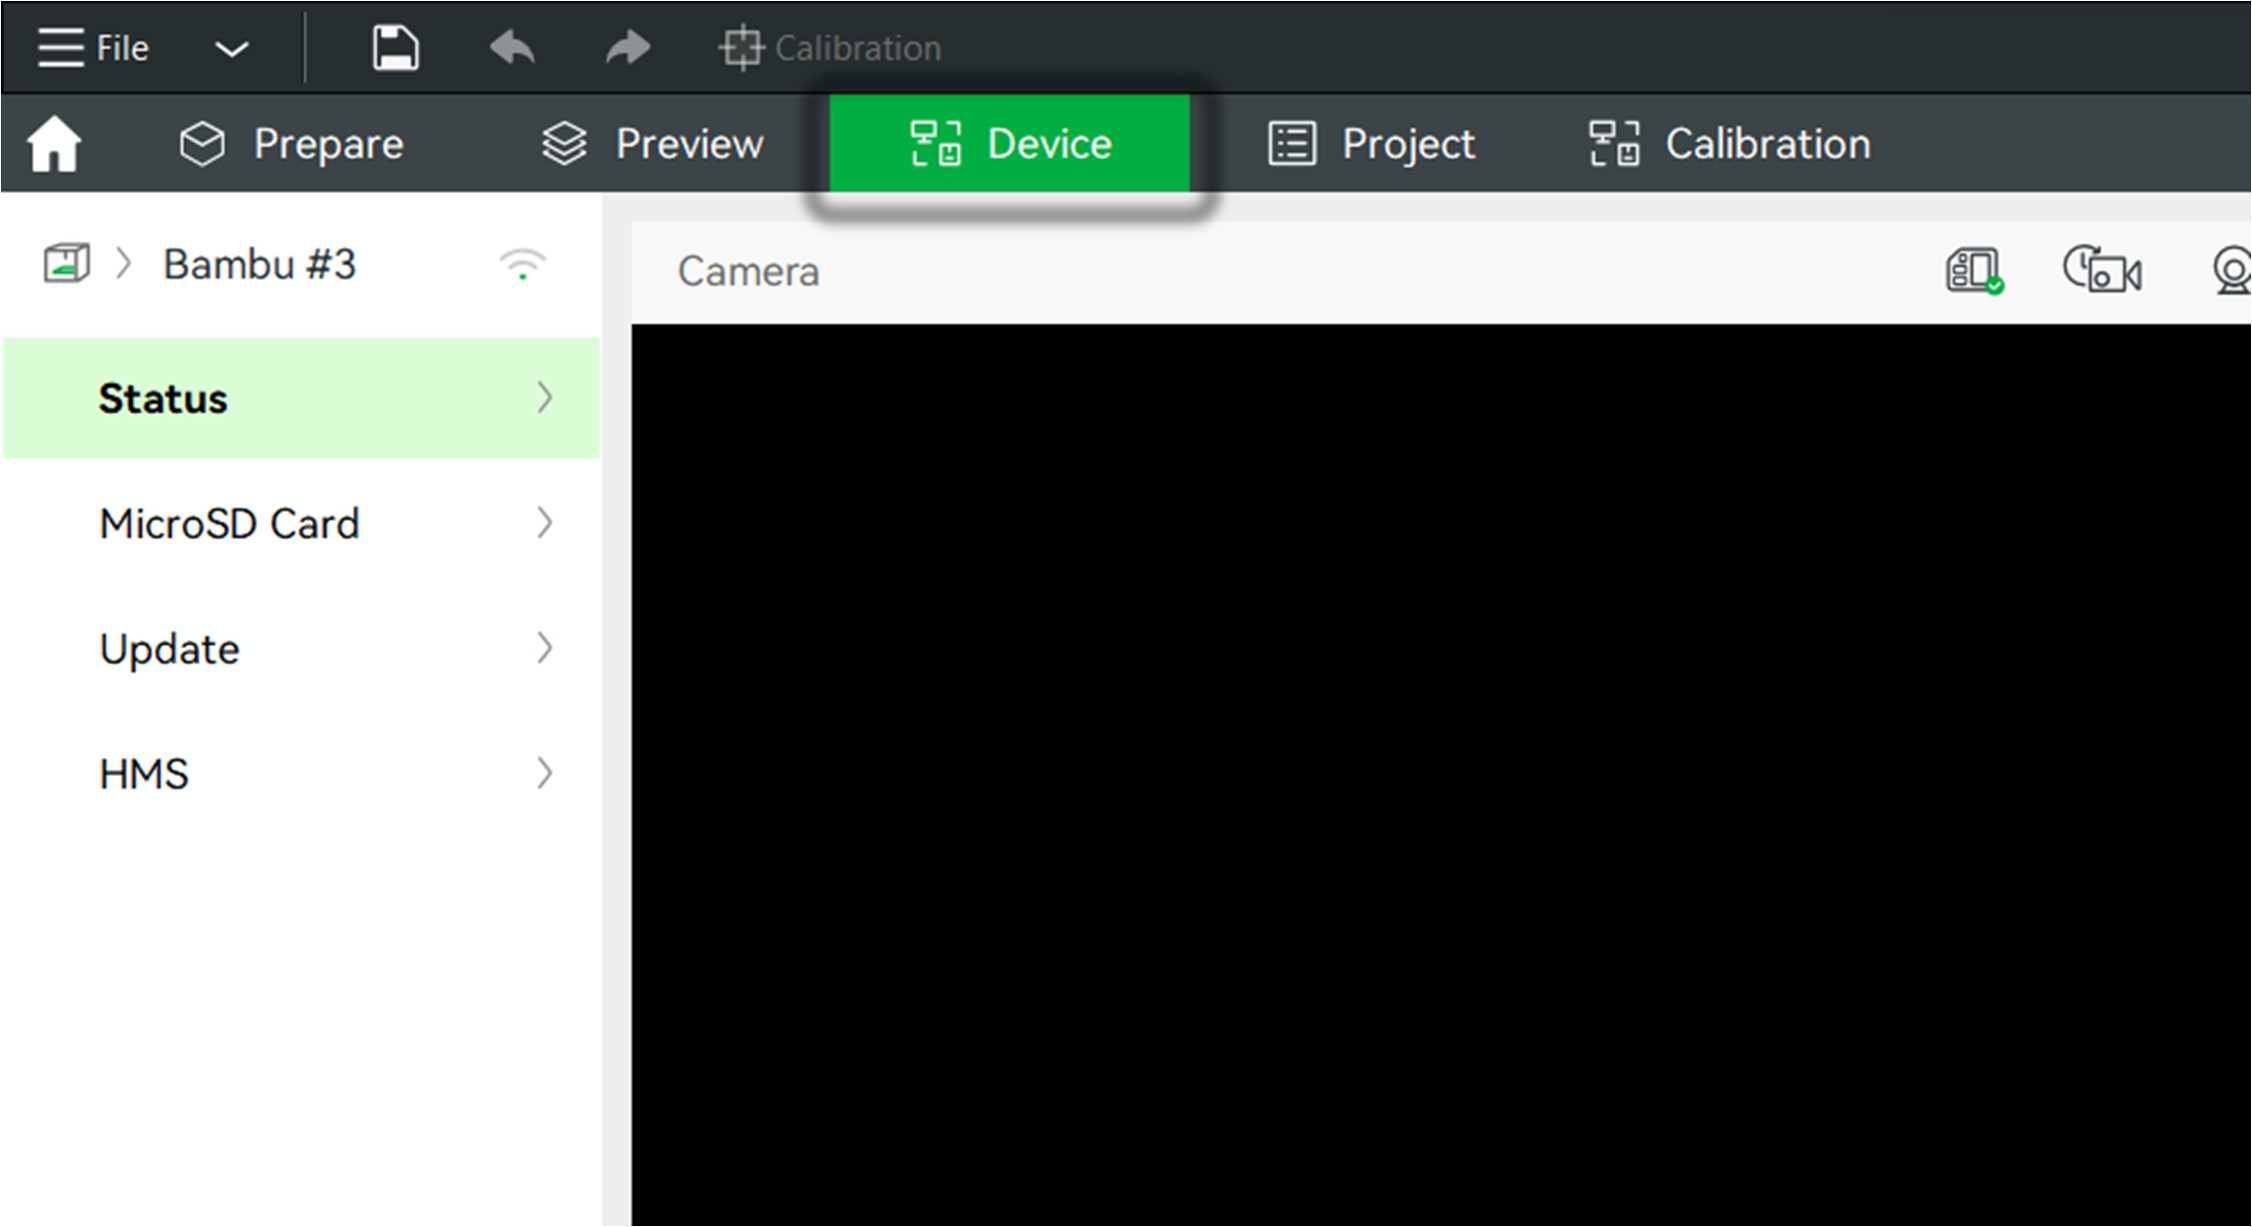 File
Calibration
Prepare
Preview
Device
Project
Calibration
Bambu #3
Camera
Status
MicroSD Card
Update
HMS